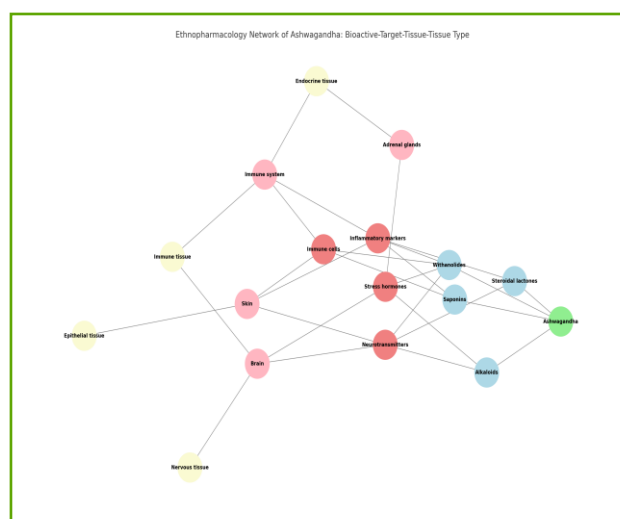 Ethnopharmacology Network of Ashwagandha: Bioactive-Target-Tissue-Tissue Type
Endocrine tissue
Adrenal glands
Immune system
Inflammatory markers
Immune cells
Immune tissue
Withanolides
Steroidal lactones
Stress hormones
Saponins
Skin
Ashwagandha
Epithelial tissue
Neurotransmitters
Brain
Alkaloids
Nervous tissue